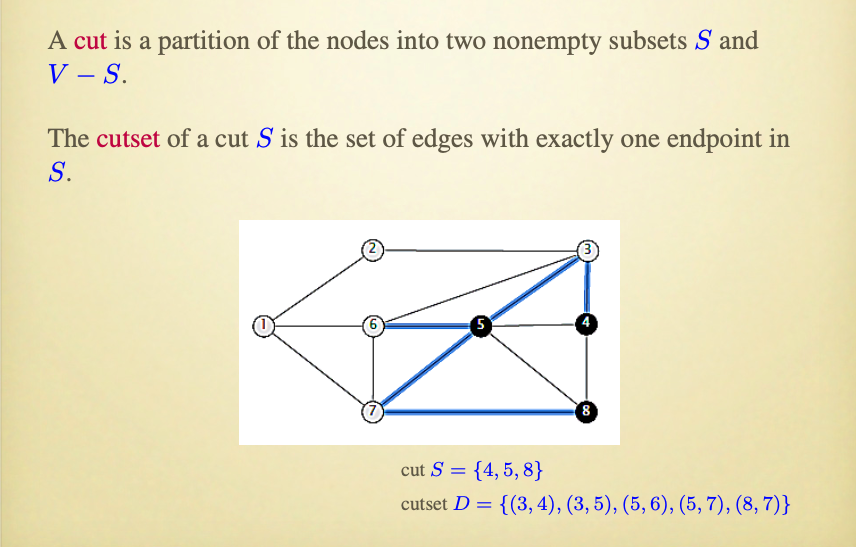 A cut is a partition of the nodes into two nonempty subsets S and
V − S.
The cutset of a cut S is the set of edges with exactly one endpoint in
S.
2 3
1 6 5 4
7 8
cut S = {4, 5, 8}
cutset D = {(3, 4), (3, 5), (5, 6), (5, 7), (8, 7)}